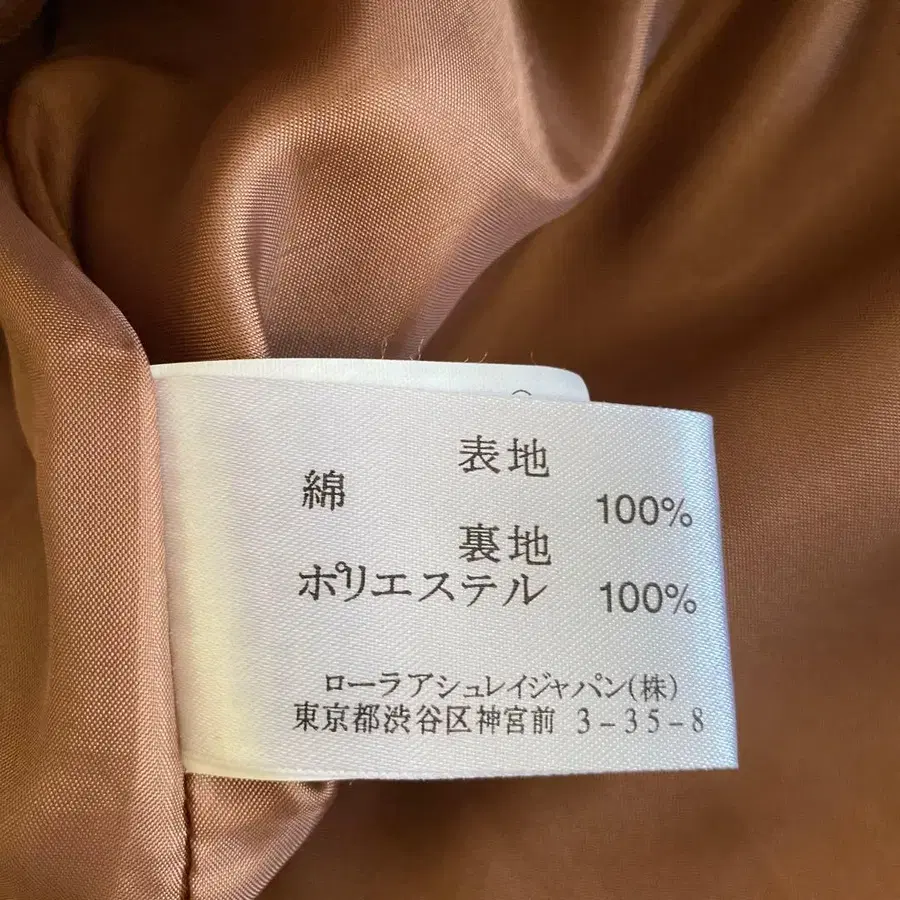 表地
綿 100%
裏地
ポリエステル 100%
ローラアシュレイジャパン(株)
東京都渋谷区神宮前 3-35-8